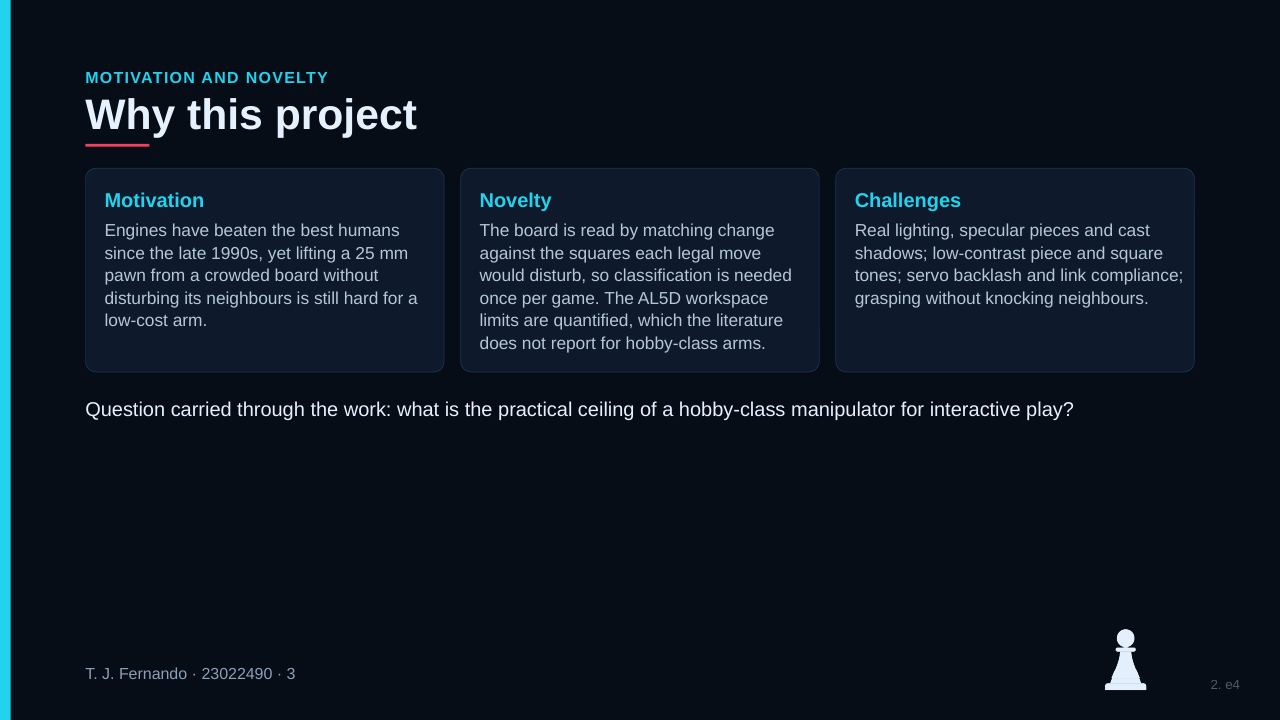 MOTIVATION AND NOVELTY
Why this project
Motivation
Engines have beaten the best humans
since the late 1990s, yet lifting a 25 mm
pawn from a crowded board without
disturbing its neighbours is still hard for a
low-cost arm.
Novelty
The board is read by matching change
against the squares each legal move
would disturb, so classification is needed
once per game. The AL5D workspace
limits are quantified, which the literature
does not report for hobby-class arms.
Challenges
Real lighting, specular pieces and cast
shadows; low-contrast piece and square
tones; servo backlash and link compliance;
grasping without knocking neighbours.
Question carried through the work: what is the practical ceiling of a hobby-class manipulator for interactive play?
T. J. Fernando · 23022490 · 3
2. e4